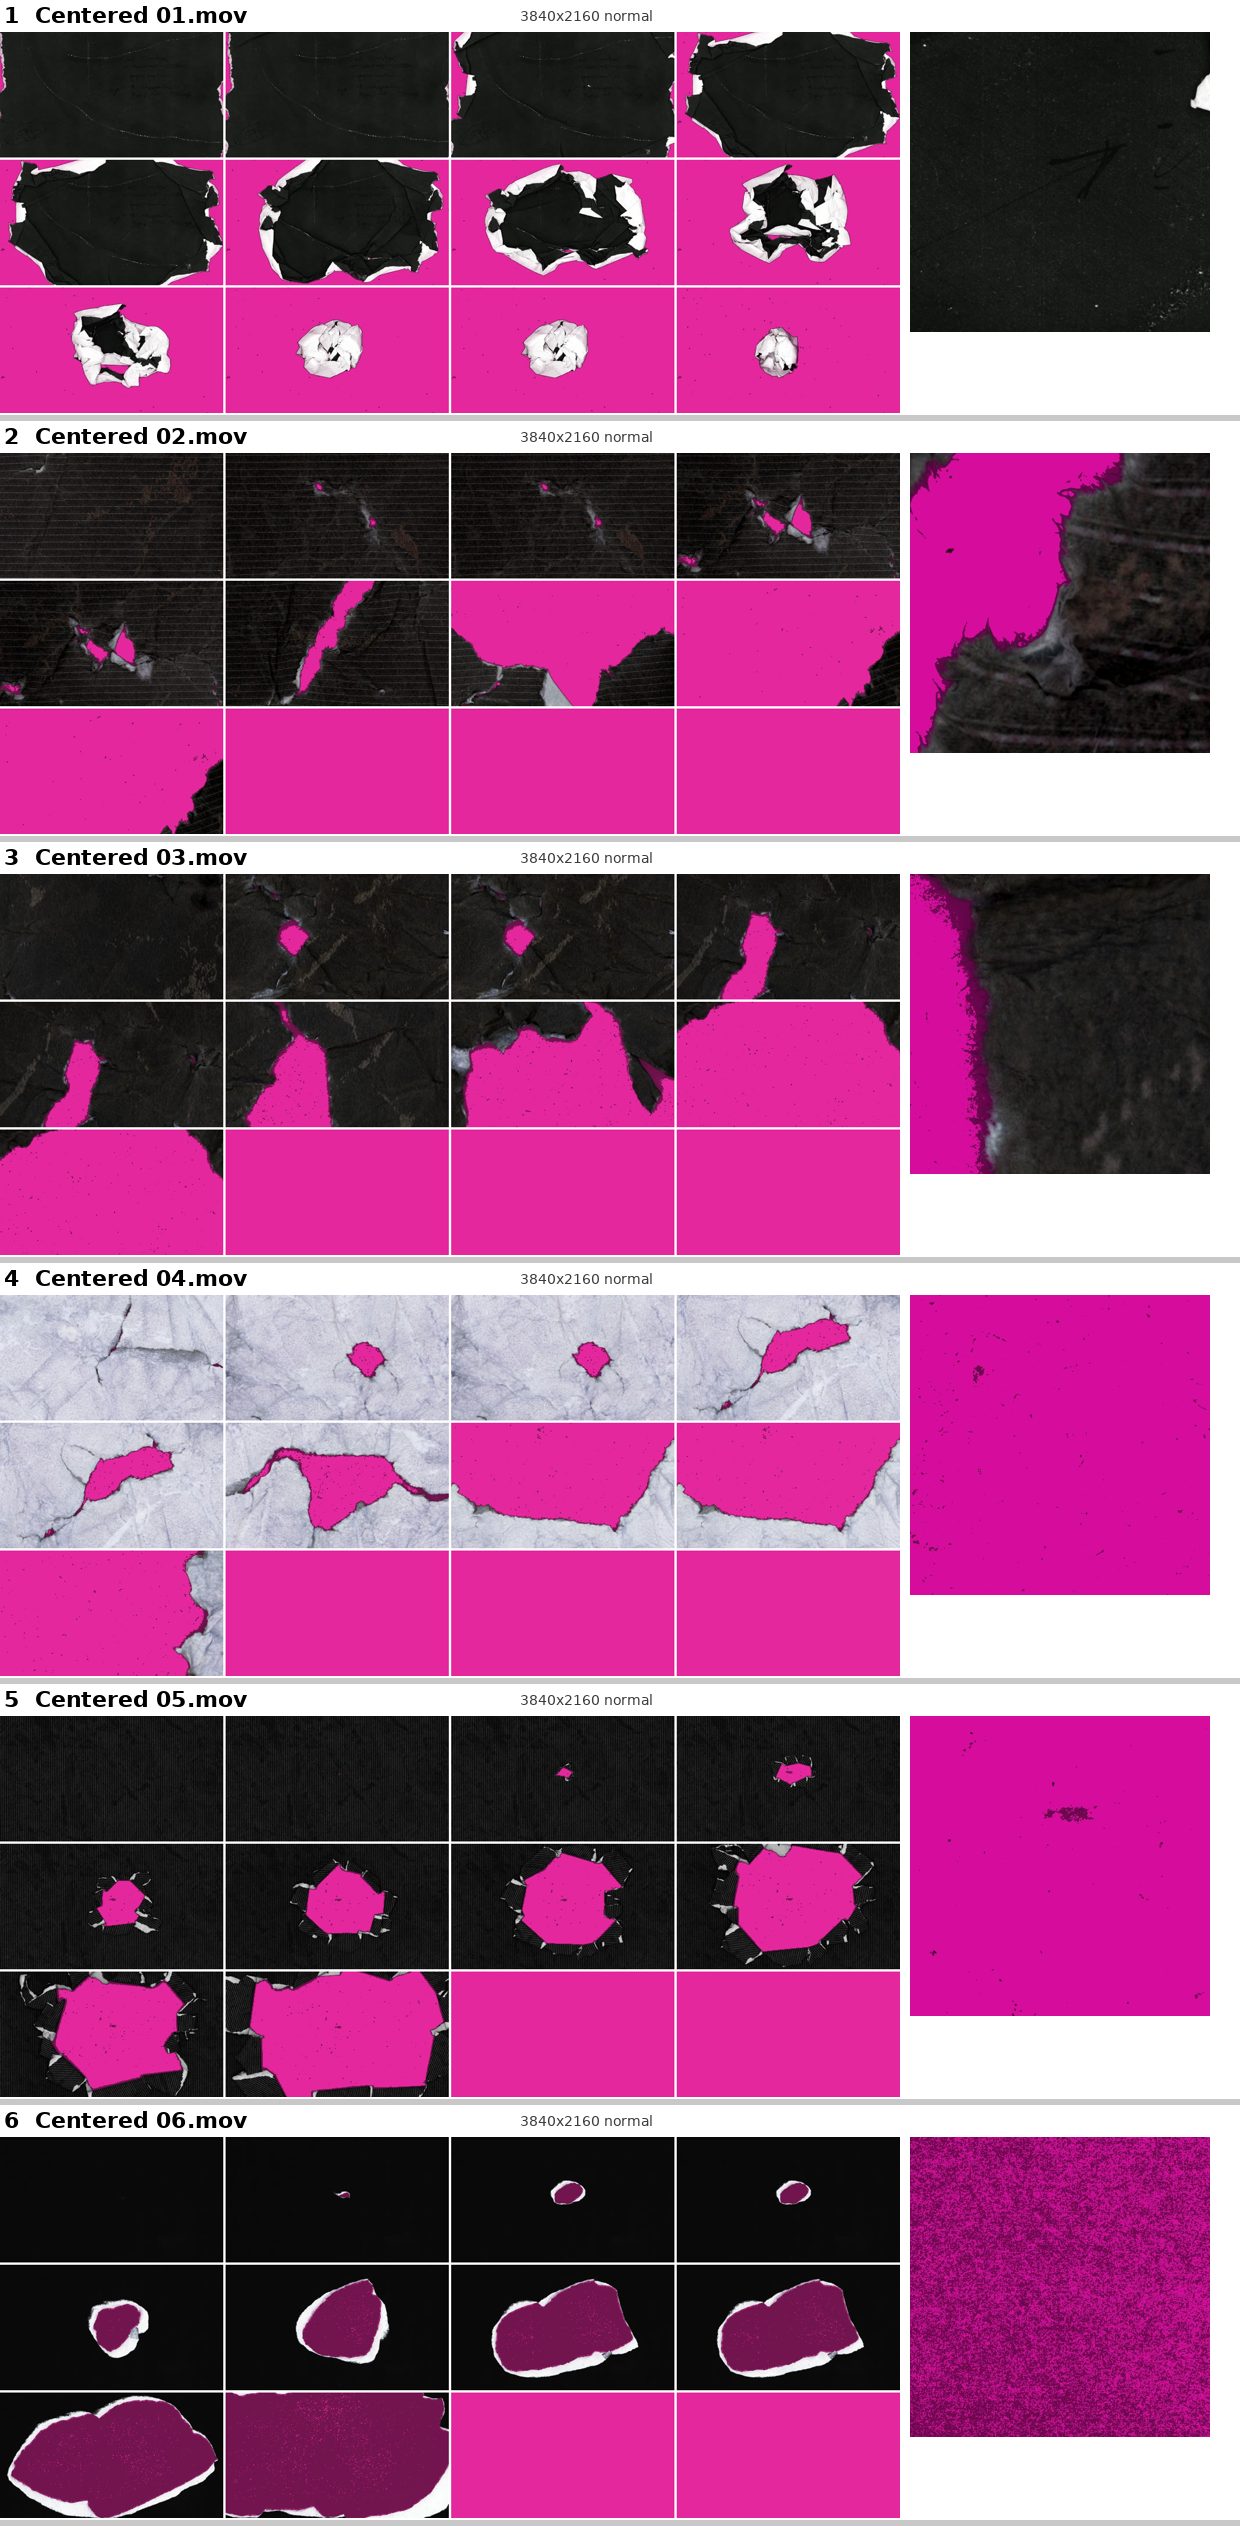 1 Centered 01.mov 3840x2160 normal
2 Centered 02.mov 3840x2160 normal
3 Centered 03.mov 3840x2160 normal
4 Centered 04.mov 3840x2160 normal
5 Centered 05.mov 3840x2160 normal
6 Centered 06.mov 3840x2160 normal